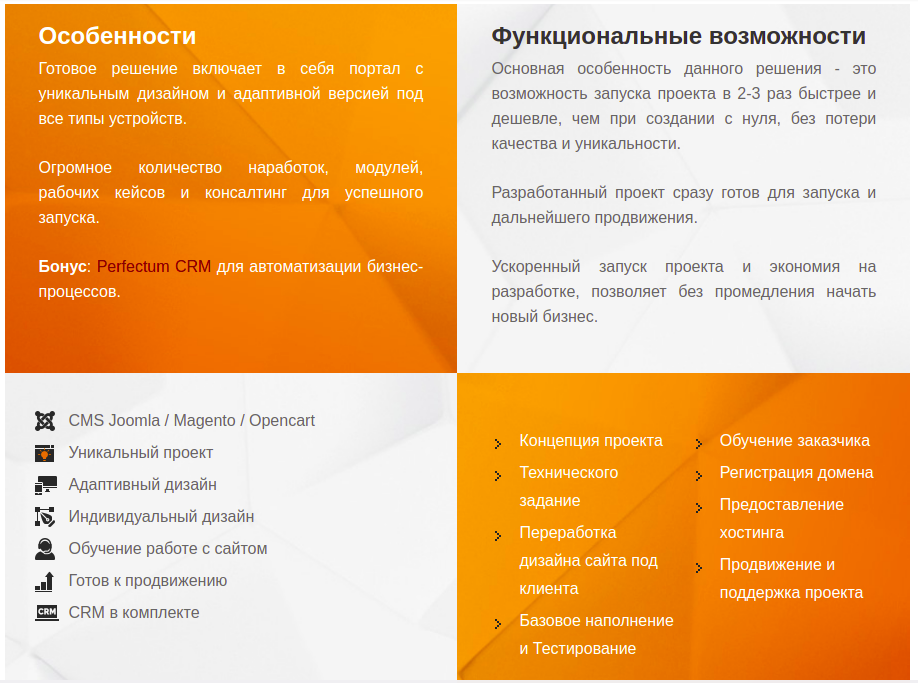 Особенности
Готовое решение включает в себя портал с
уникальным дизайном и адаптивной версией под
все типы устройств.
Огромное количество наработок, модулей,
рабочих кейсов и консалтинг для успешного
запуска.
Бонус: Perfectum CRM для автоматизации бизнес-
процессов.
Функциональные возможности
Основная особенность данного решения - это
возможность запуска проекта в 2-3 раз быстрее и
дешевле, чем при создании с нуля, без потери
качества и уникальности.
Разработанный проект сразу готов для запуска и
дальнейшего продвижения.
Ускоренный запуск проекта и экономия на
разработке, позволяет без промедления начать
новый бизнес.
CMS Joomla / Magento / Opencart
Уникальный проект
Адаптивный дизайн
Индивидуальный дизайн
Обучение работе с сайтом
Готов к продвижению
CRM CRM в комплекте
Концепция проекта
Технического
задание
Переработка
дизайна сайта под
клиента
Базовое наполнение
и Тестирование
Обучение заказчика
Регистрация домена
Предоставление
хостинга
Продвижение и
поддержка проекта